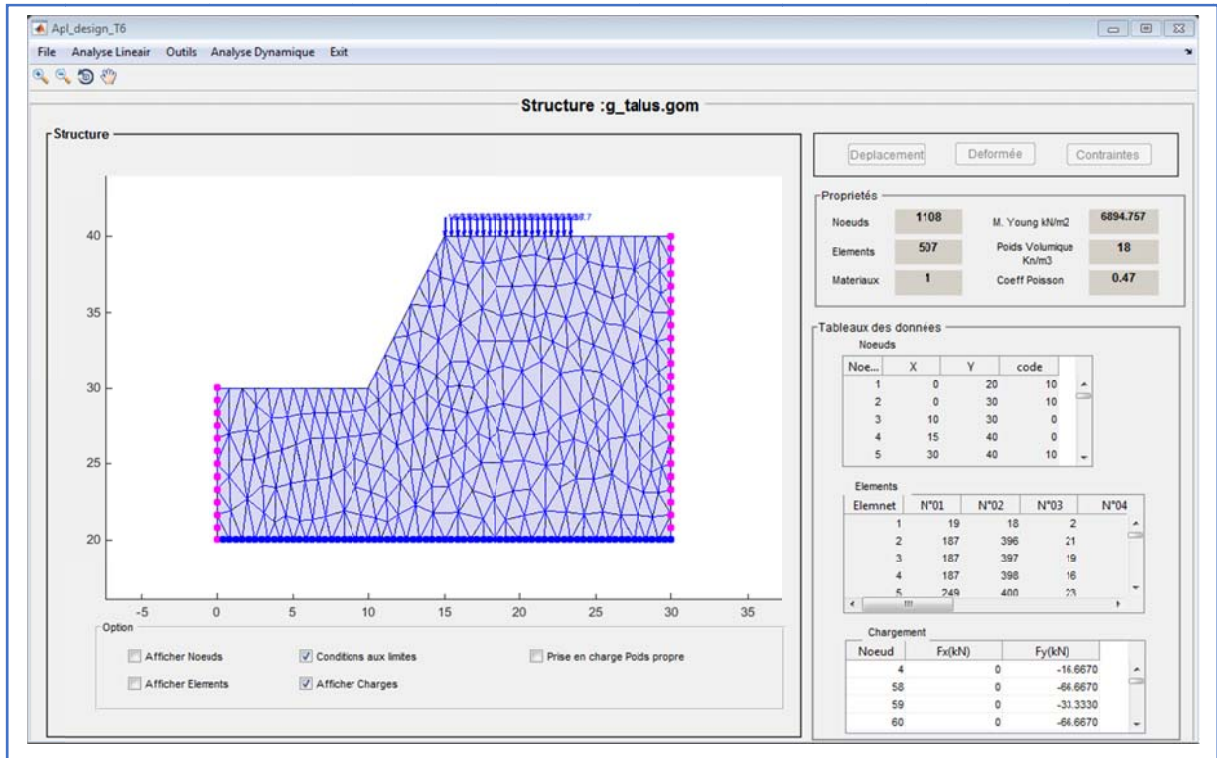 Apl_design_T6
File Analyse Lineair Outils Analyse Dynamique Exit
Structure :g_talus.gom
Structure
40
35
30
25
20
-5 0 5 10 15 20 25 30 35
Option
Afficher Noeuds Conditions aux limites Prise en charge Pods propre
Afficher Elements Afficher Charges
Deplacement Deformée Contraintes
Proprietés
Noeuds 1108 M. Young kN/m2 6894.757
Elements 507 Poids Volumique Kn/m3 18
Materiaux 1 Coeff Poisson 0.47
Tableaux des données
Noeuds
Noe... X Y code
1 0 20 10
2 0 30 10
3 10 30 0
4 15 40 0
5 30 40 10
Elements
Elemnet N°01 N°02 N°03 N°04
1 19 18 2
2 187 396 21
3 187 397 19
4 187 398 16
5 249 400 23
Chargement
Noeud Fx(kN) Fy(kN)
4 0 -16.6670
58 0 -66.6670
59 0 -33.3330
60 0 -66.6670